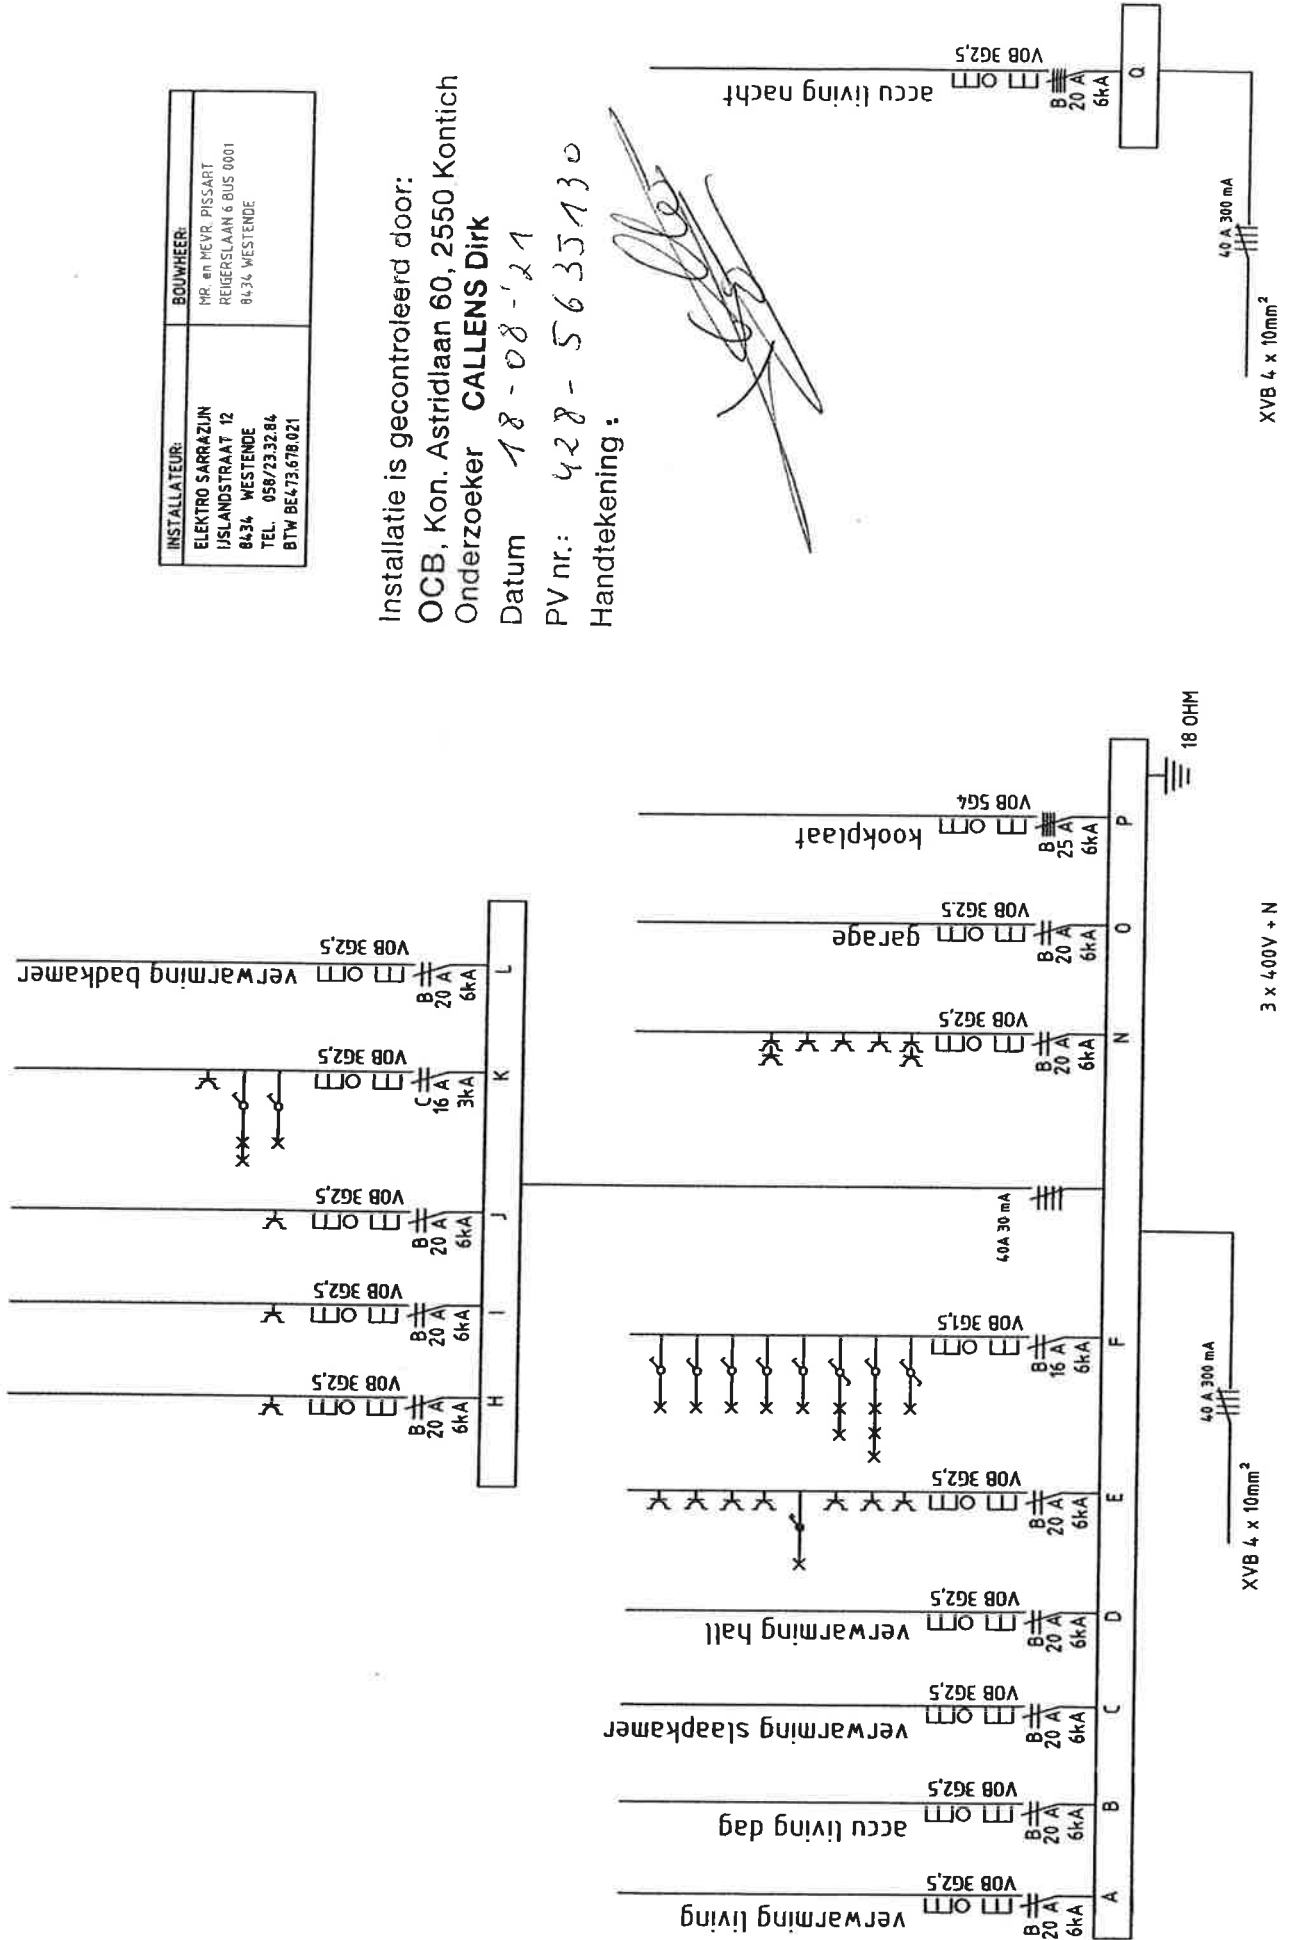 INSTALLATEUR:
ELEKTRO SARRAZIJN
IJSLANDSTRAAT 12
8434 WESTENDE
TEL. 058/23.32.84
BTW BE473.678.021
BOUWHEER:
MR. en MEVR. PISSART
REIGERSLAAN 6 BUS 0001
8434 WESTENDE
Installatie is gecontroleerd door:
OCB, Kon. Astridlaan 60, 2550 Kontich
Onderzoeker CALLENS Dirk
Datum 18-08-'21
PV nr.: 428-5635130
Handtekening:
VOB 3G2,5
B
20 A
6kA
H
VOB 3G2,5
B
20 A
6kA
I
VOB 3G2,5
B
20 A
6kA
J
VOB 3G2,5
C
16 A
3kA
K
verwarming badkamer
VOB 3G2,5
B
20 A
6kA
L
verwarming living
VOB 3G2,5
B
20 A
6kA
A
accu living dag
VOB 3G2,5
B
20 A
6kA
B
verwarming slaapkamer
VOB 3G2,5
B
20 A
6kA
C
verwarming hall
VOB 3G2,5
B
20 A
6kA
D
VOB 3G2,5
B
20 A
6kA
E
VOB 3G1,5
B
16 A
6kA
F
40A 30 mA
VOB 3G2,5
B
20 A
6kA
N
garage
VOB 3G2.5
B
20 A
6kA
O
kookplaat
VOB 5G4
B
25 A
6kA
P
18 OHM
40 A 300 mA
XVB 4 x 10mm²
3 x 400V + N
accu living nacht
VOB 3G2,5
B
20 A
6kA
Q
40 A 300 mA
XVB 4 x 10mm²